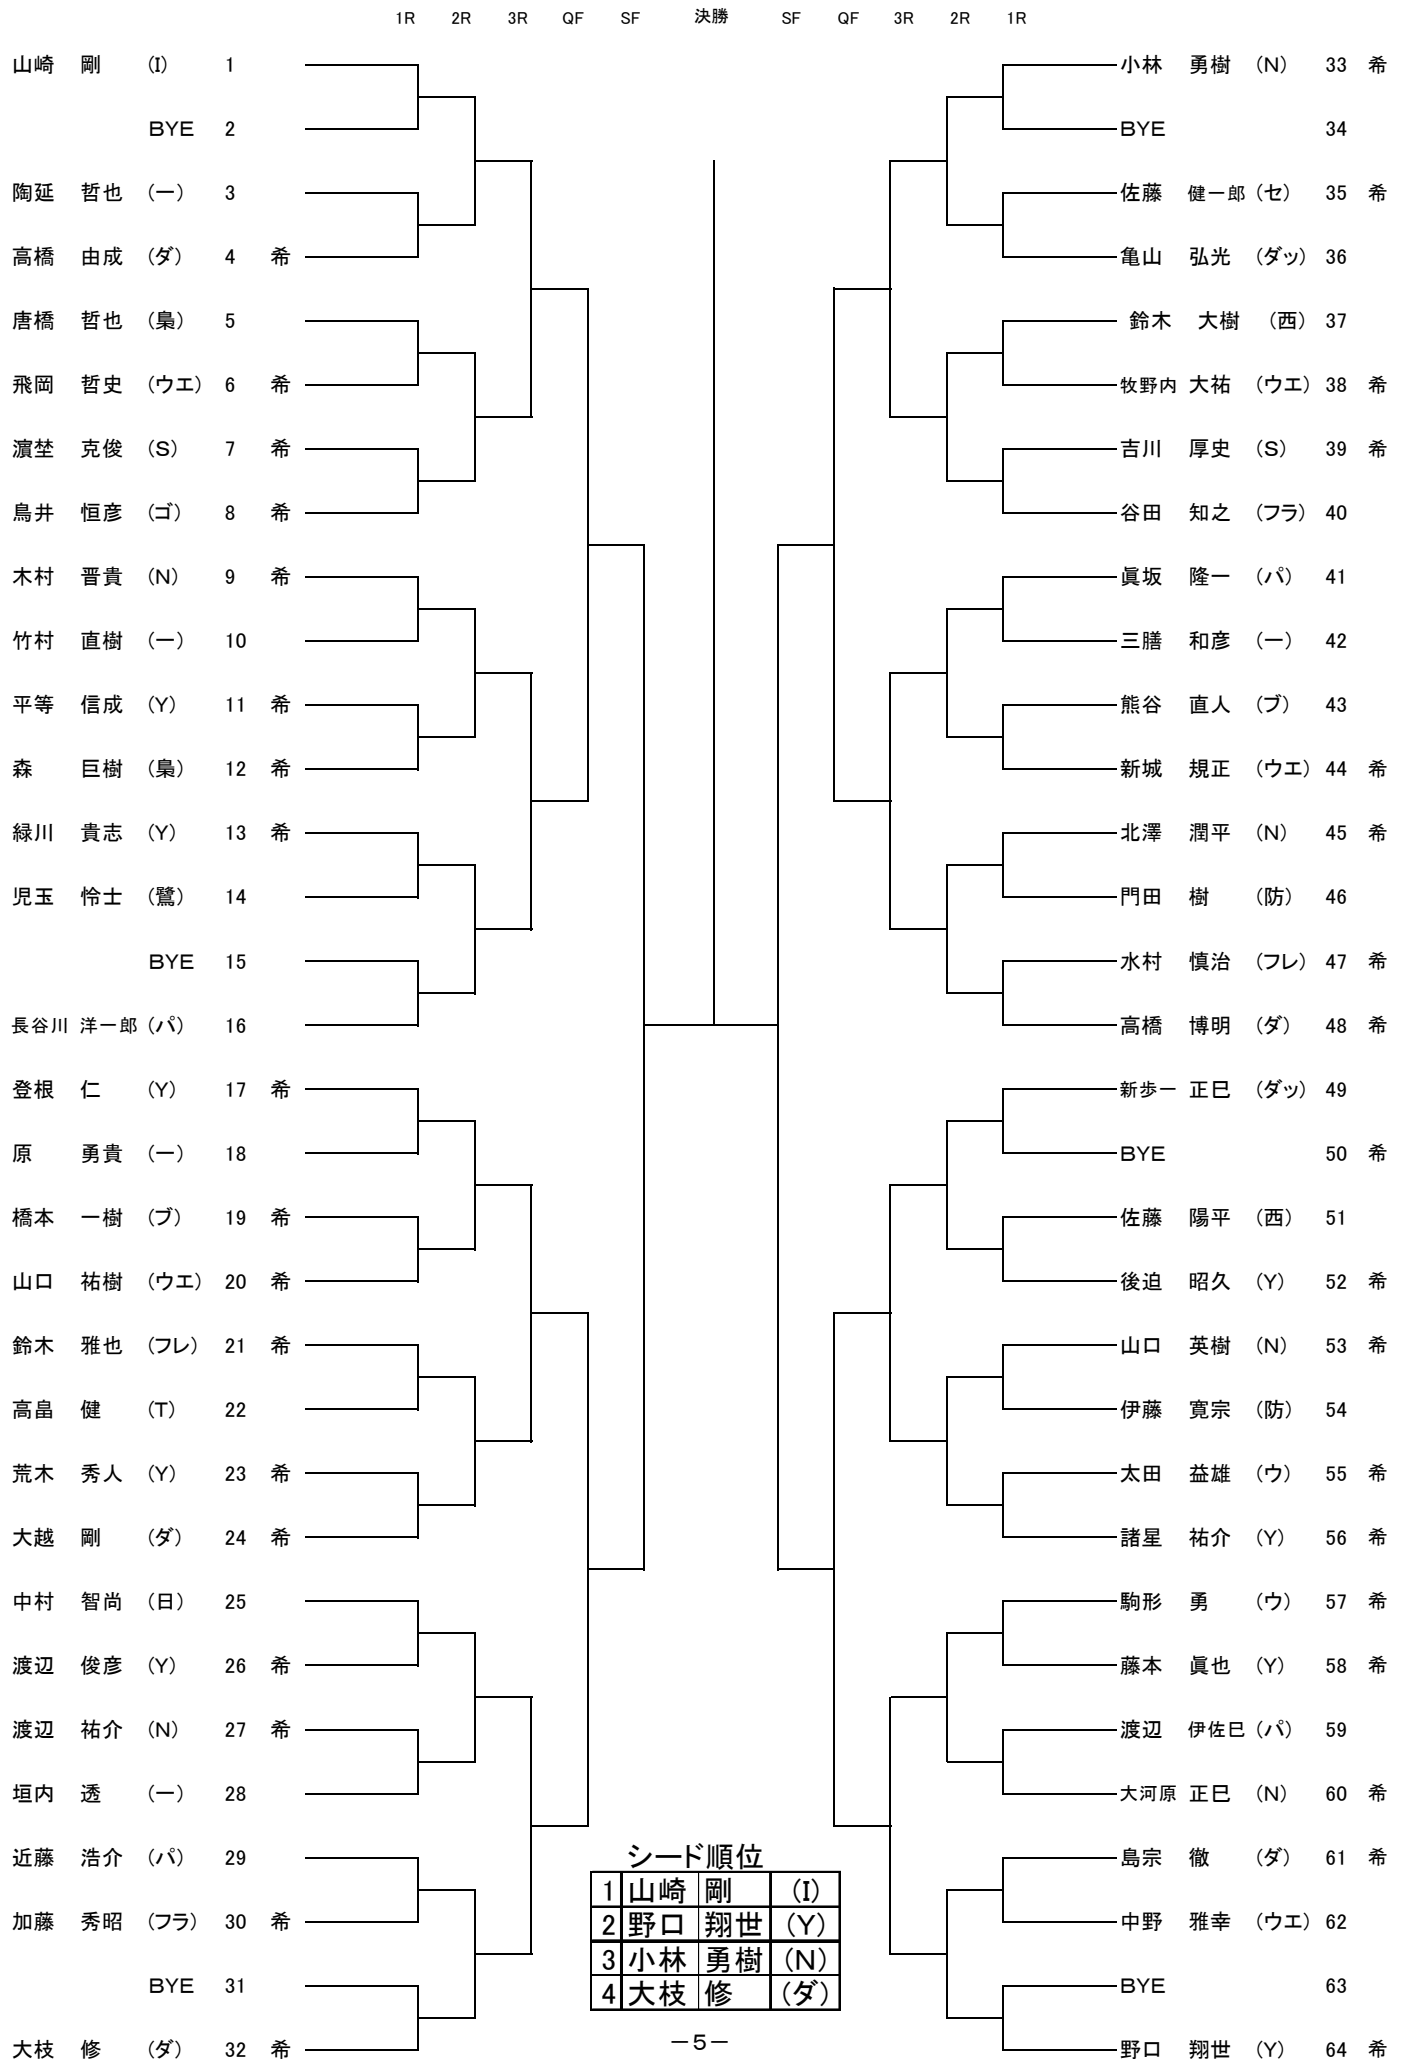 1R 2R 3R QF SF 決勝 SF QF 3R 2R 1R
山崎 剛 (I) 1
BYE 2
陶延 哲也 (一) 3
高橋 由成 (ダ) 4 希
唐橋 哲也 (梟) 5
飛岡 哲史 (ウエ) 6 希
濵埜 克俊 (S) 7 希
鳥井 恒彦 (ゴ) 8 希
木村 晋貴 (N) 9 希
竹村 直樹 (一) 10
平等 信成 (Y) 11 希
森 巨樹 (梟) 12 希
緑川 貴志 (Y) 13 希
児玉 怜士 (鷺) 14
BYE 15
長谷川 洋一郎 (パ) 16
登根 仁 (Y) 17 希
原 勇貴 (一) 18
橋本 一樹 (ブ) 19 希
山口 祐樹 (ウエ) 20 希
鈴木 雅也 (フレ) 21 希
高畠 健 (T) 22
荒木 秀人 (Y) 23 希
大越 剛 (ダ) 24 希
中村 智尚 (日) 25
渡辺 俊彦 (Y) 26 希
渡辺 祐介 (N) 27 希
垣内 透 (一) 28
近藤 浩介 (パ) 29
加藤 秀昭 (フラ) 30 希
BYE 31
大枝 修 (ダ) 32 希
小林 勇樹 (N) 33 希
BYE 34
佐藤 健一郎 (セ) 35 希
亀山 弘光 (ダッ) 36
鈴木 大樹 (西) 37
牧野内 大祐 (ウエ) 38 希
吉川 厚史 (S) 39 希
谷田 知之 (フラ) 40
眞坂 隆一 (パ) 41
三膳 和彦 (一) 42
熊谷 直人 (ブ) 43
新城 規正 (ウエ) 44 希
北澤 潤平 (N) 45 希
門田 樹 (防) 46
水村 慎治 (フレ) 47 希
高橋 博明 (ダ) 48 希
新歩一 正巳 (ダッ) 49
BYE 50 希
佐藤 陽平 (西) 51
後迫 昭久 (Y) 52 希
山口 英樹 (N) 53 希
伊藤 寛宗 (防) 54
太田 益雄 (ウ) 55 希
諸星 祐介 (Y) 56 希
駒形 勇 (ウ) 57 希
藤本 眞也 (Y) 58 希
渡辺 伊佐巳 (パ) 59
大河原 正巳 (N) 60 希
島宗 徹 (ダ) 61 希
中野 雅幸 (ウエ) 62
BYE 63
野口 翔世 (Y) 64 希
シード順位
1 山崎 剛 (I)
2 野口 翔世 (Y)
3 小林 勇樹 (N)
4 大枝 修 (ダ)
－5－